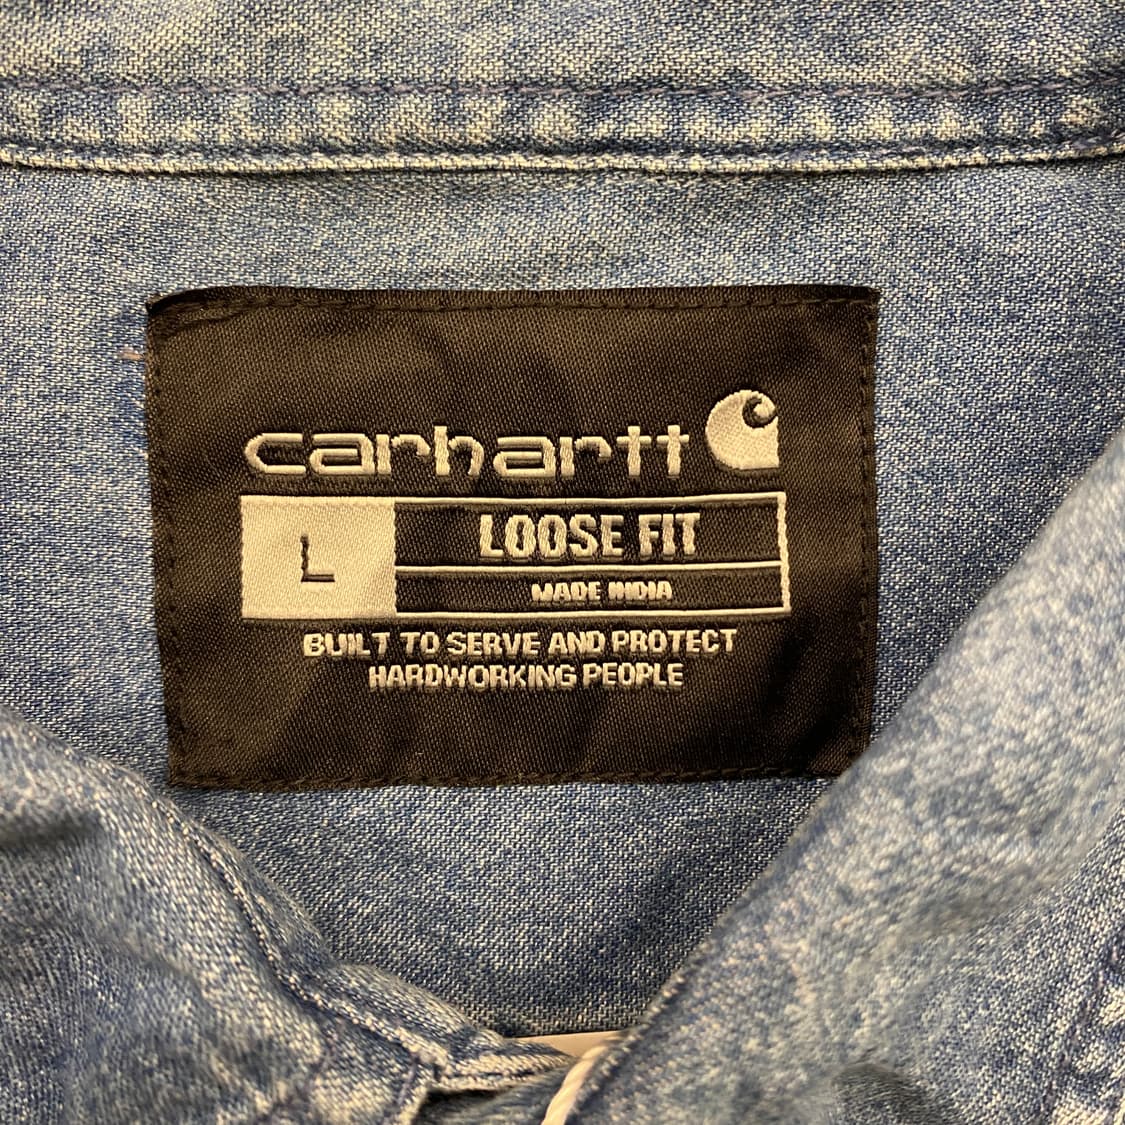 carhartt
L
LOOSE FIT
MADE INDIA
BUILT TO SERVE AND PROTECT
HARDWORKING PEOPLE